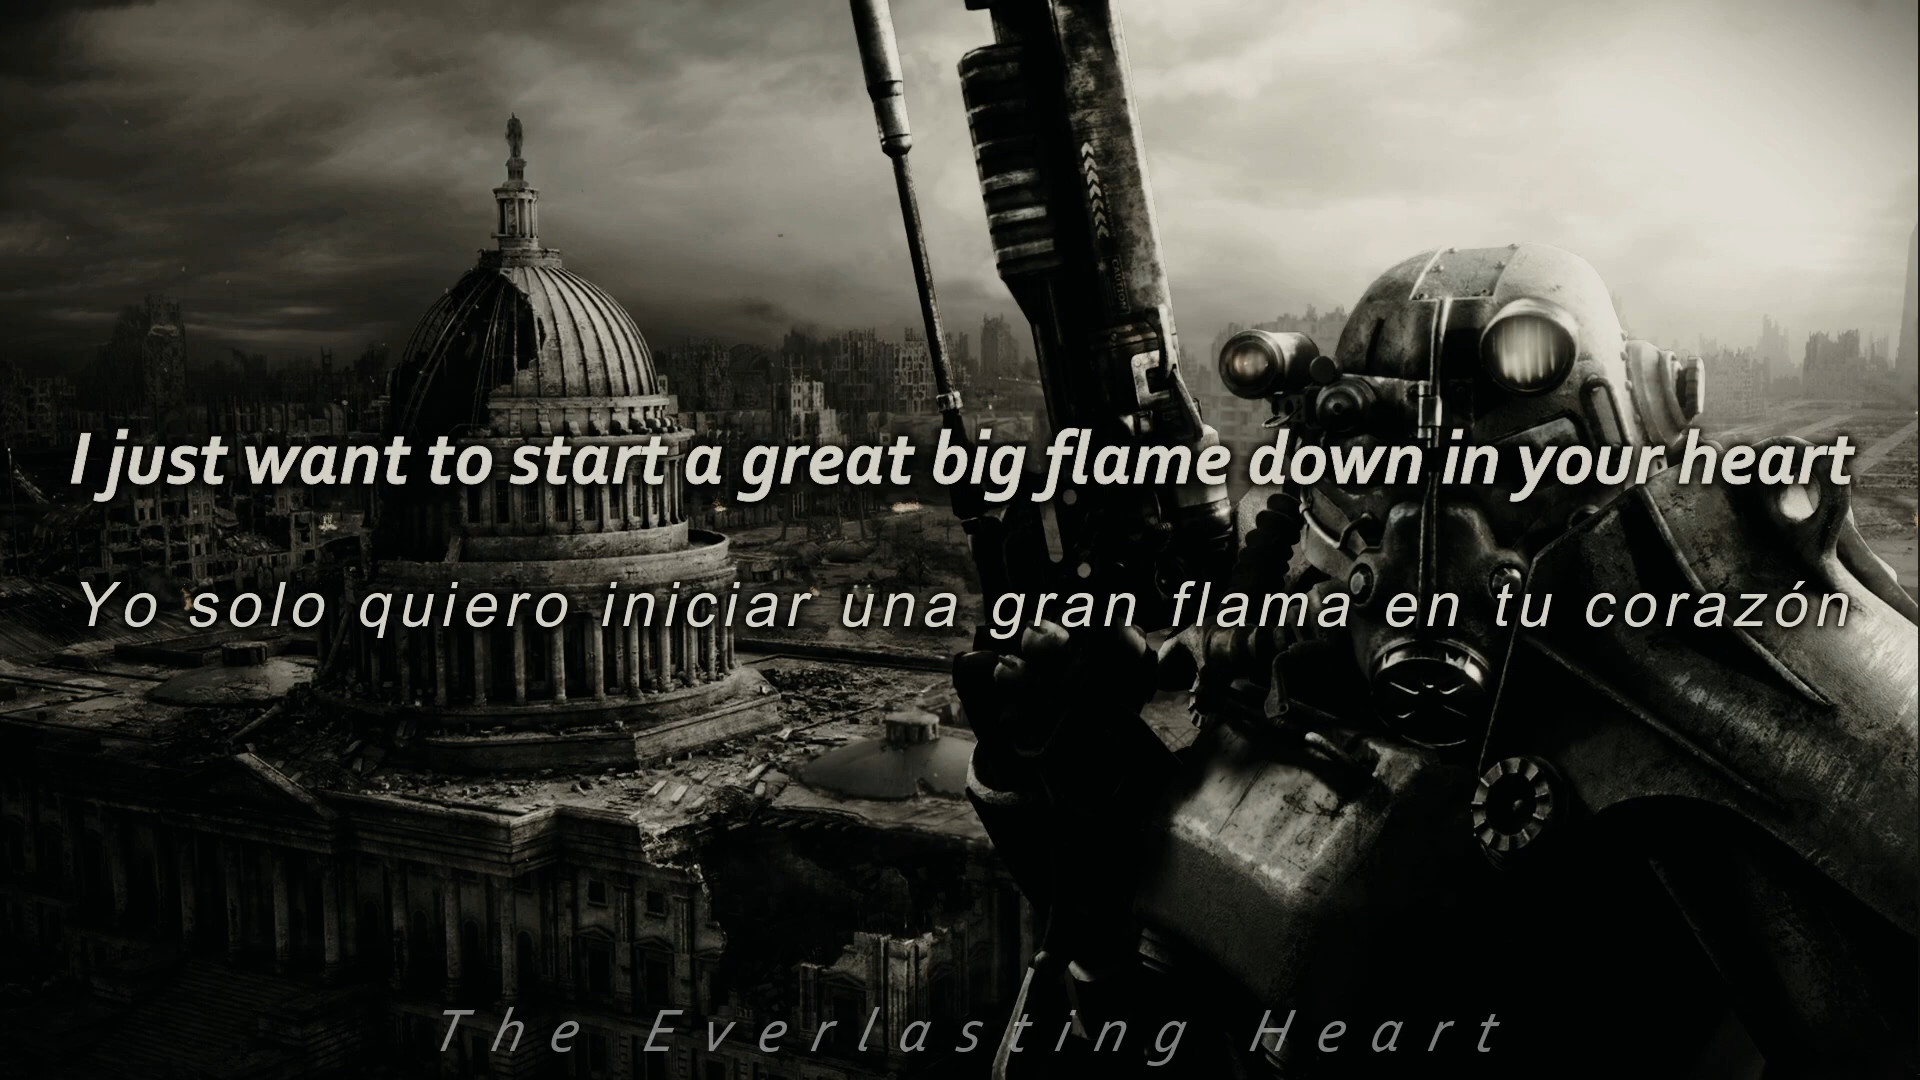 I just want to start a great big flame down in your heart
Yo solo quiero iniciar una gran flama en tu corazón
The Everlasting Heart